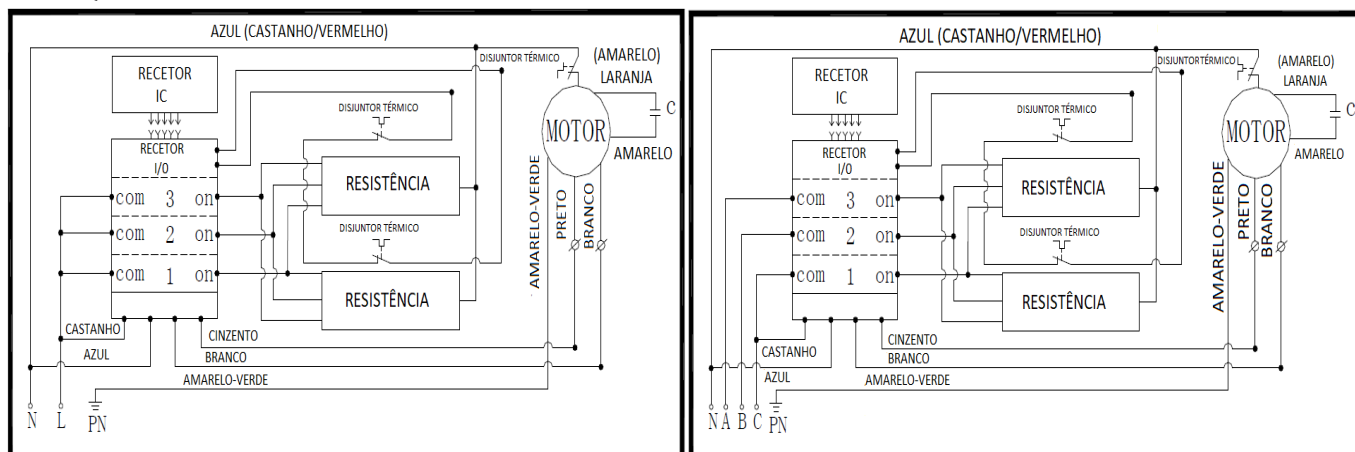 AZUL (CASTANHO/VERMELHO)
DISJUNTOR TÉRMICO
(AMARELO)
LARANJA
RECETOR
IC
DISJUNTOR TÉRMICO
C
MOTOR
AMARELO
RECETOR
I/O
RESISTÊNCIA
com 3 on
com 2 on
DISJUNTOR TÉRMICO
com 1 on
RESISTÊNCIA
AMARELO-VERDE
PRETO
BRANCO
CASTANHO
CINZENTO
AZUL
BRANCO
AMARELO-VERDE
N L PN
AZUL (CASTANHO/VERMELHO)
DISJUNTOR TÉRMICO
(AMARELO)
LARANJA
RECETOR
IC
DISJUNTOR TÉRMICO
C
MOTOR
AMARELO
RECETOR
I/O
RESISTÊNCIA
com 3 on
com 2 on
DISJUNTOR TÉRMICO
com 1 on
RESISTÊNCIA
AMARELO-VERDE
PRETO
BRANCO
CINZENTO
CASTANHO
BRANCO
AZUL
AMARELO-VERDE
N A B C PN